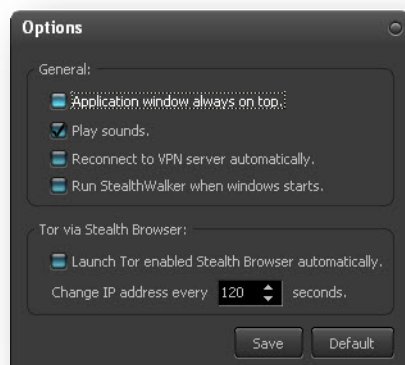 Options
General:
Application window always on top.
Play sounds.
Reconnect to VPN server automatically.
Run StealthWalker when windows starts.
Tor via Stealth Browser:
Launch Tor enabled Stealth Browser automatically.
Change IP address every 120 seconds.
Save Default